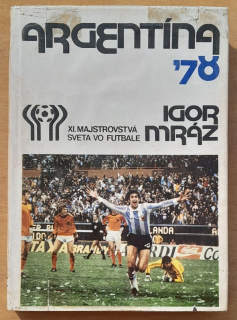 ARGENTÍNA
'78
XI. MAJSTROVSTVÁ
SVETA VO FUTBALE
IGOR
MRÁZ